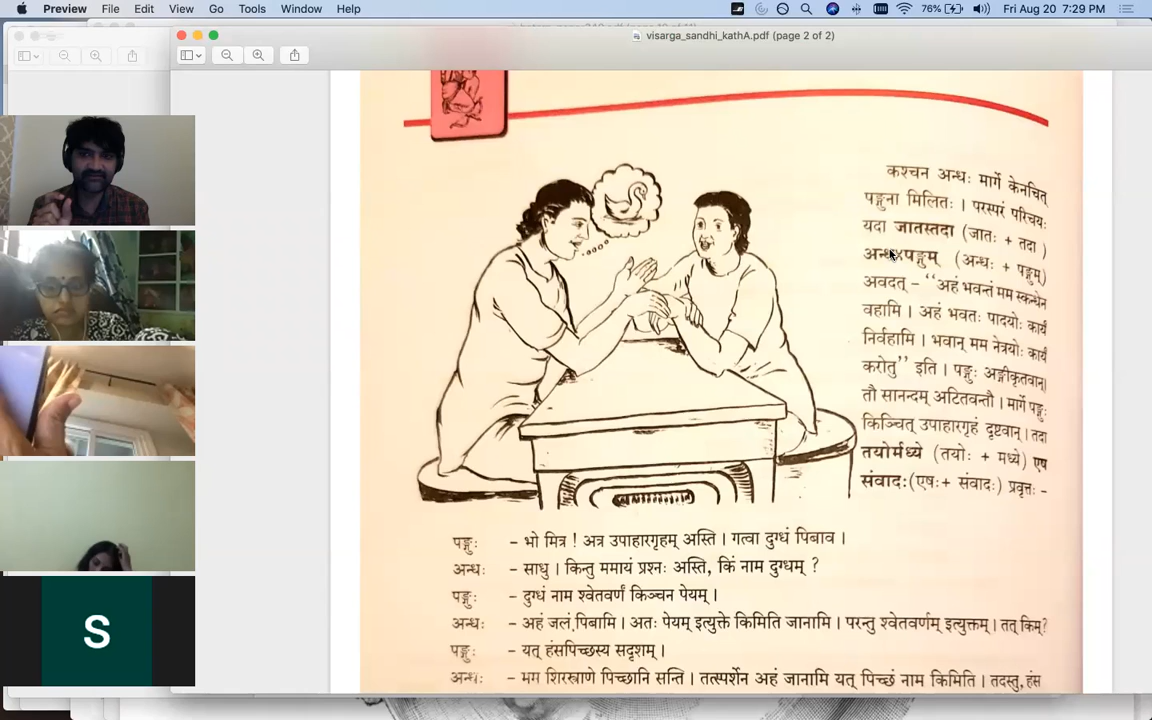 Preview File Edit View Go Tools Window Help 76% Fri Aug 20 7:29 PM
visarga_sandhi_kathA.pdf (page 2 of 2)
कश्चन अन्धः मार्गे केनचित्
पङ्गुना मिलितः । परस्परं परिचयः
यदा जातस्तदा (जातः + तदा )
अन्धᳵपङ्गुम् (अन्धः + पङ्गुम्)
अवदत् – “अहं भवन्तं मम स्कन्धेन
वहामि । अहं भवतः पादयोः कार्यं
निर्वहामि । भवान् मम नेत्रयोः कार्यं
करोतु” इति । पङ्गुः अङ्गीकृतवान्।
तौ सानन्दम् अटितवन्तौ । मार्गे पङ्गुः
किञ्चित् उपाहारगृहं दृष्टवान् । तदा
तयोर्मध्ये (तयोः + मध्ये) एष
संवादः(एषः+ संवादः) प्रवृत्तः –
पङ्गुः – भो मित्र ! अत्र उपाहारगृहम् अस्ति । गत्वा दुग्धं पिबाव ।
अन्धः – साधु । किन्तु ममायं प्रश्नः अस्ति, किं नाम दुग्धम् ?
पङ्गुः – दुग्धं नाम श्वेतवर्णं किञ्चन पेयम् ।
अन्धः – अहं जलं पिबामि । अतः पेयम् इत्युक्ते किमिति जानामि । परन्तु श्वेतवर्णम् इत्युक्तम् । तत् किम्?
पङ्गुः – यत् हंसपिच्छस्य सदृशम् ।
अन्धः – मम शिरस्त्राणे पिच्छानि सन्ति । तत्स्पर्शेन अहं जानामि यत् पिच्छं नाम किमिति । तदस्तु, हंस
S